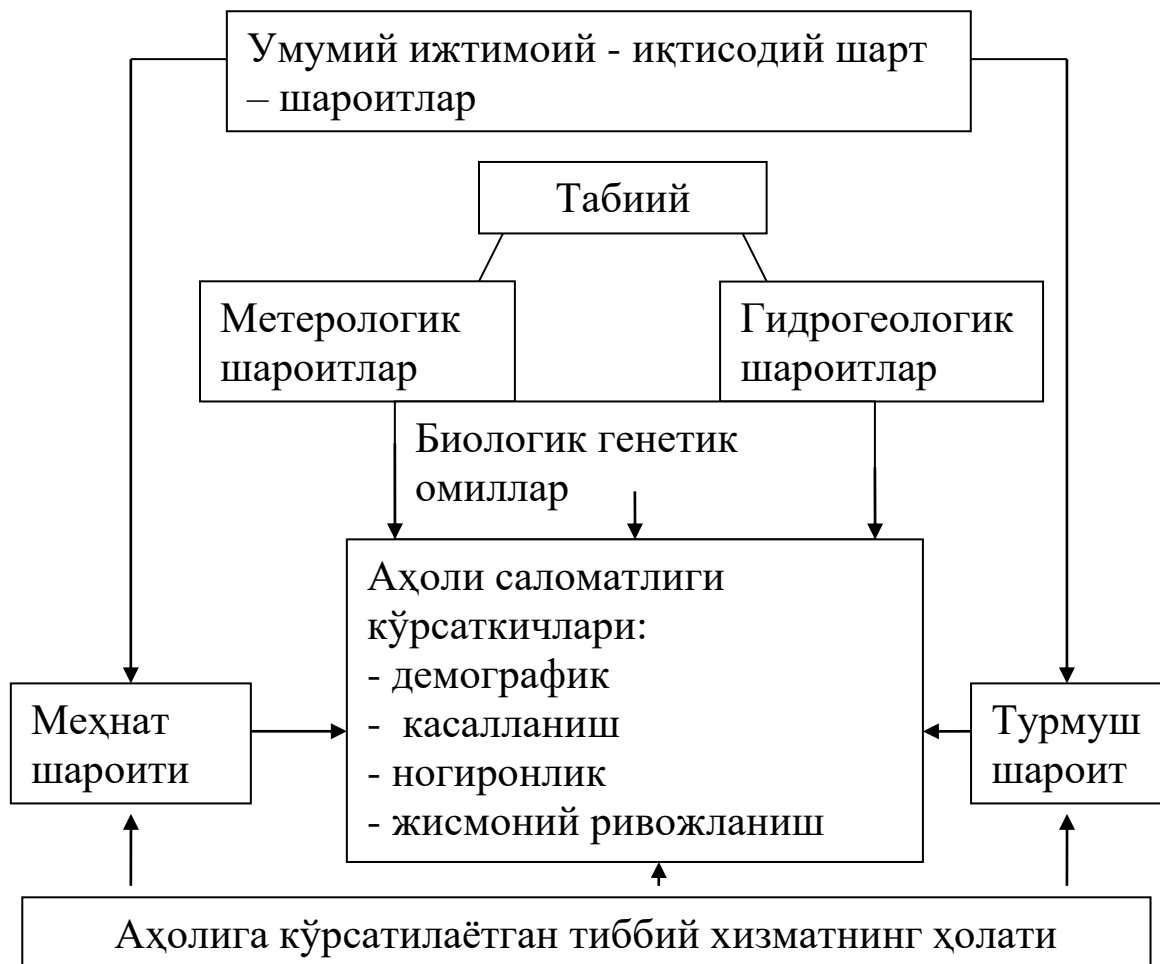 Умумий ижтимоий - иқтисодий шарт
– шароитлар
Табиий
Метерологик
шароитлар
Гидрогеологик
шароитлар
Биологик генетик
омиллар
Аҳоли саломатлиги
кўрсаткичлари:
- демографик
- касалланиш
- ногиронлик
- жисмоний ривожланиш
Меҳнат
шароити
Турмуш
шароит
Аҳолига кўрсатилаётган тиббий хизматнинг ҳолати